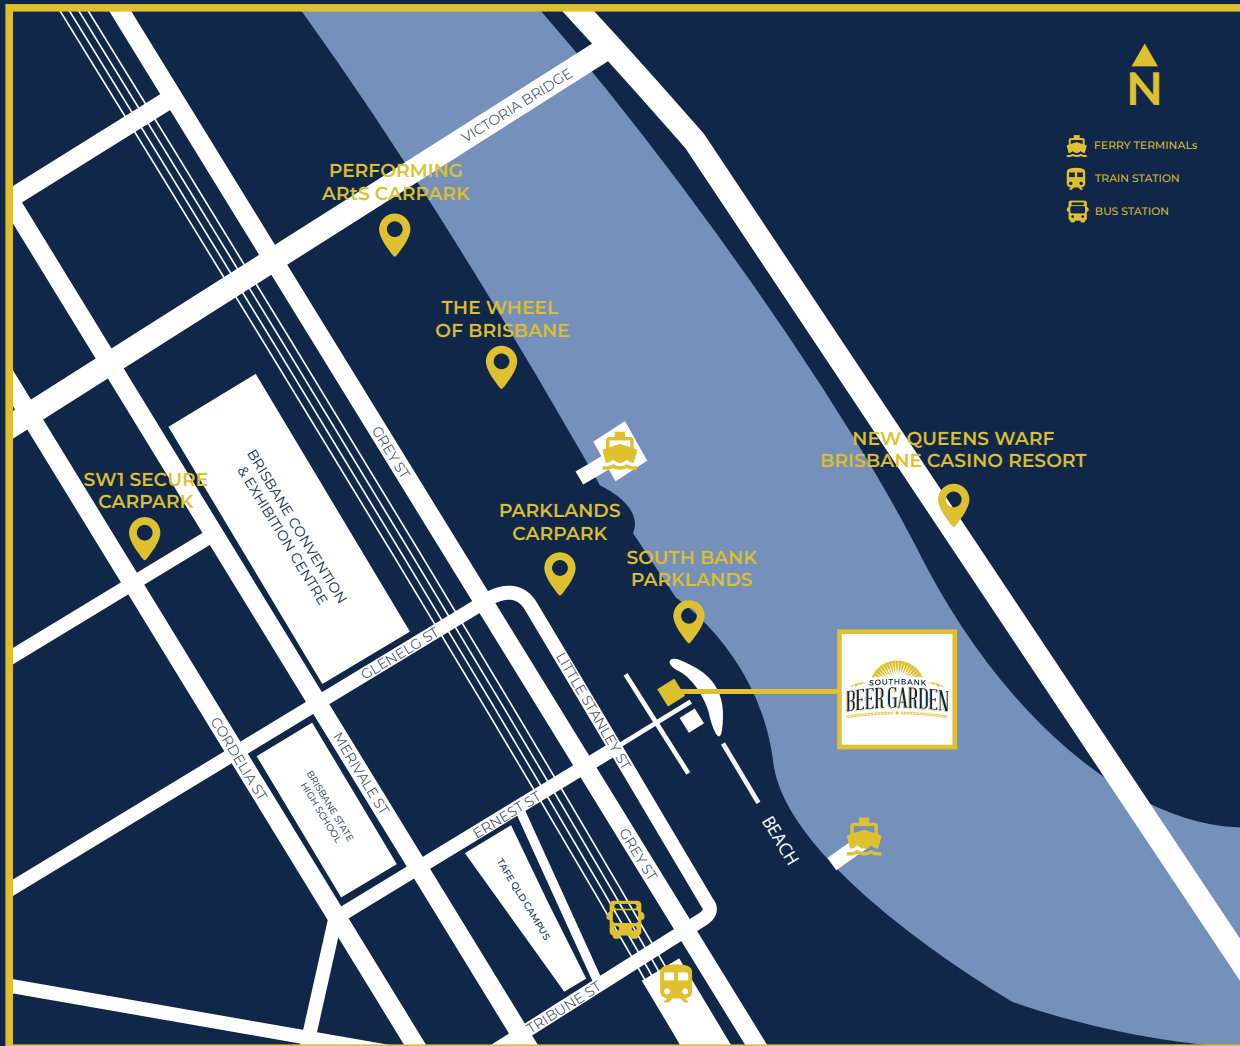 N
FERRY TERMINALs
TRAIN STATION
BUS STATION
VICTORIA BRIDGE
PERFORMING
ARtS CARPARK
THE WHEEL
OF BRISBANE
GREY ST
NEW QUEENS WARF
BRISBANE CASINO RESORT
SW1 SECURE
CARPARK
BRISBANE CONVENTION
& EXHIBITION CENTRE
PARKLANDS
CARPARK
SOUTH BANK
PARKLANDS
GLENELG ST
LITTLE STANLEY ST
SOUTHBANK
BEER GARDEN
CORDELIA ST
MERIVALE ST
BRISBANE STATE
HIGH SCHOOL
ERNEST ST
GREY ST
BEACH
TAFE QLD CAMPUS
TRIBUNE ST